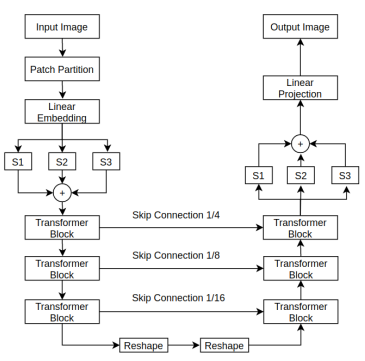 Input Image
Patch Partition
Linear
Embedding
S1
S2
S3
+
Transformer
Block
Transformer
Block
Transformer
Block
Reshape
Reshape
Skip Connection 1/4
Skip Connection 1/8
Skip Connection 1/16
Output Image
Linear
Projection
+
S1
S2
S3
Transformer
Block
Transformer
Block
Transformer
Block